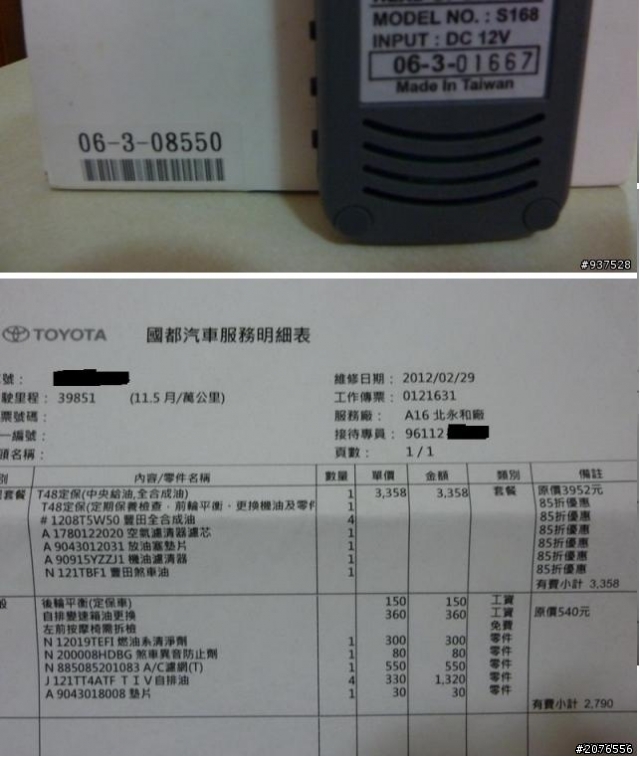 MODEL NO. : S168
INPUT : DC 12V
06-3-01667
Made In Taiwan
06-3-08550
#937528
TOYOTA 國都汽車服務明細表
號：
維修日期： 2012/02/29
駛里程： 39851 (11.5 月/萬公里)
工作傳票： 0121631
票號碼：
服務廠： A16 北永和廠
一編號：
接待專員： 96112
頁數： 1 / 1
內容/零件名稱 數量 單價 金額 類別 備註
套餐 T48定保(中央給油,全合成油) 1 3,358 3,358 套餐 原價3952元
T48定保(定期保養檢查﹑前輪平衡﹑更換機油及零件 1 85折優惠
# 1208T5W50 豐田全合成油 4 85折優惠
A 1780122020 空氣濾清器濾芯 1 85折優惠
A 9043012031 放油塞墊片 1 85折優惠
A 90915YZZJ1 機油濾清器 1 85折優惠
N 121TBF1 豐田煞車油 1 85折優惠
有費小計 3,358
般 後輪平衡(定保車) 150 150 工資
自排變速箱油更換 360 360 工資 原價540元
左前按摩椅需拆檢 免費
N 12019TEFI 燃油系清淨劑 1 300 300 零件
N 200008HDBG 煞車異音防止劑 1 80 80 零件
N 885085201083 A/C濾網(T) 1 550 550 零件
J 121TT4ATF T I V自排油 4 330 1,320 零件
A 9043018008 墊片 1 30 30 零件
有費小計 2,790
#2076556